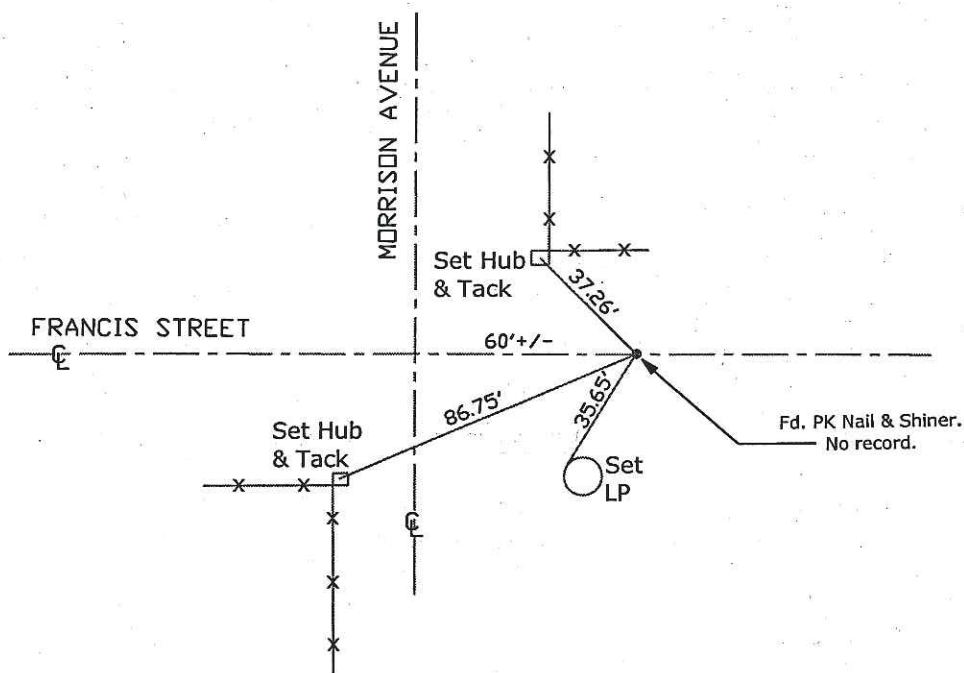 MORRISON AVENUE
Set Hub
& Tack
37.26'
FRANCIS STREET
60'+/-
℄
86.75'
35.65'
Fd. PK Nail & Shiner.
No record.
Set Hub
& Tack
Set
LP
℄